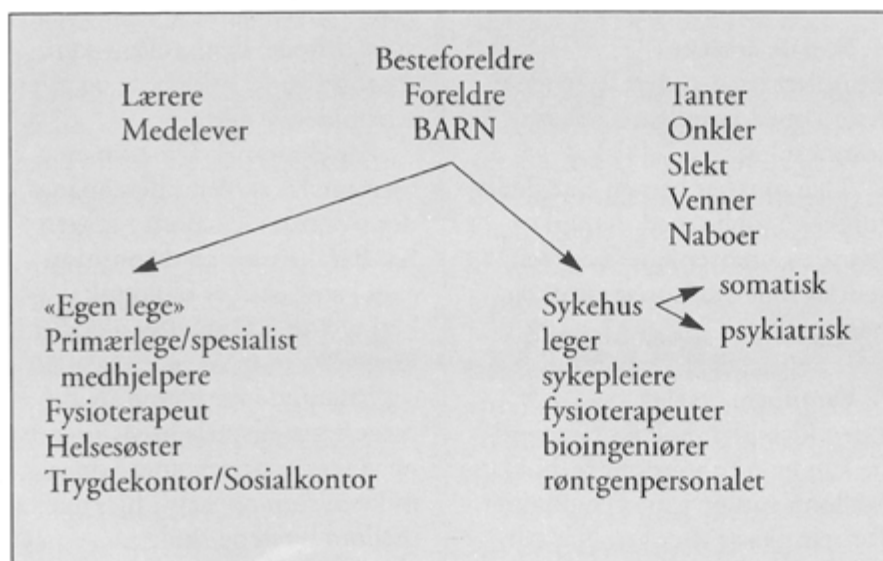 Besteforeldre
Lærere Foreldre Tanter
Medelever BARN Onkler
Slekt
Venner
Naboer
«Egen lege» Sykehus somatisk
Primærlege/spesialist leger psykiatrisk
medhjelpere sykepleiere
Fysioterapeut fysioterapeuter
Helsesøster bioingeniører
Trygdekontor/Sosialkontor røntgenpersonalet